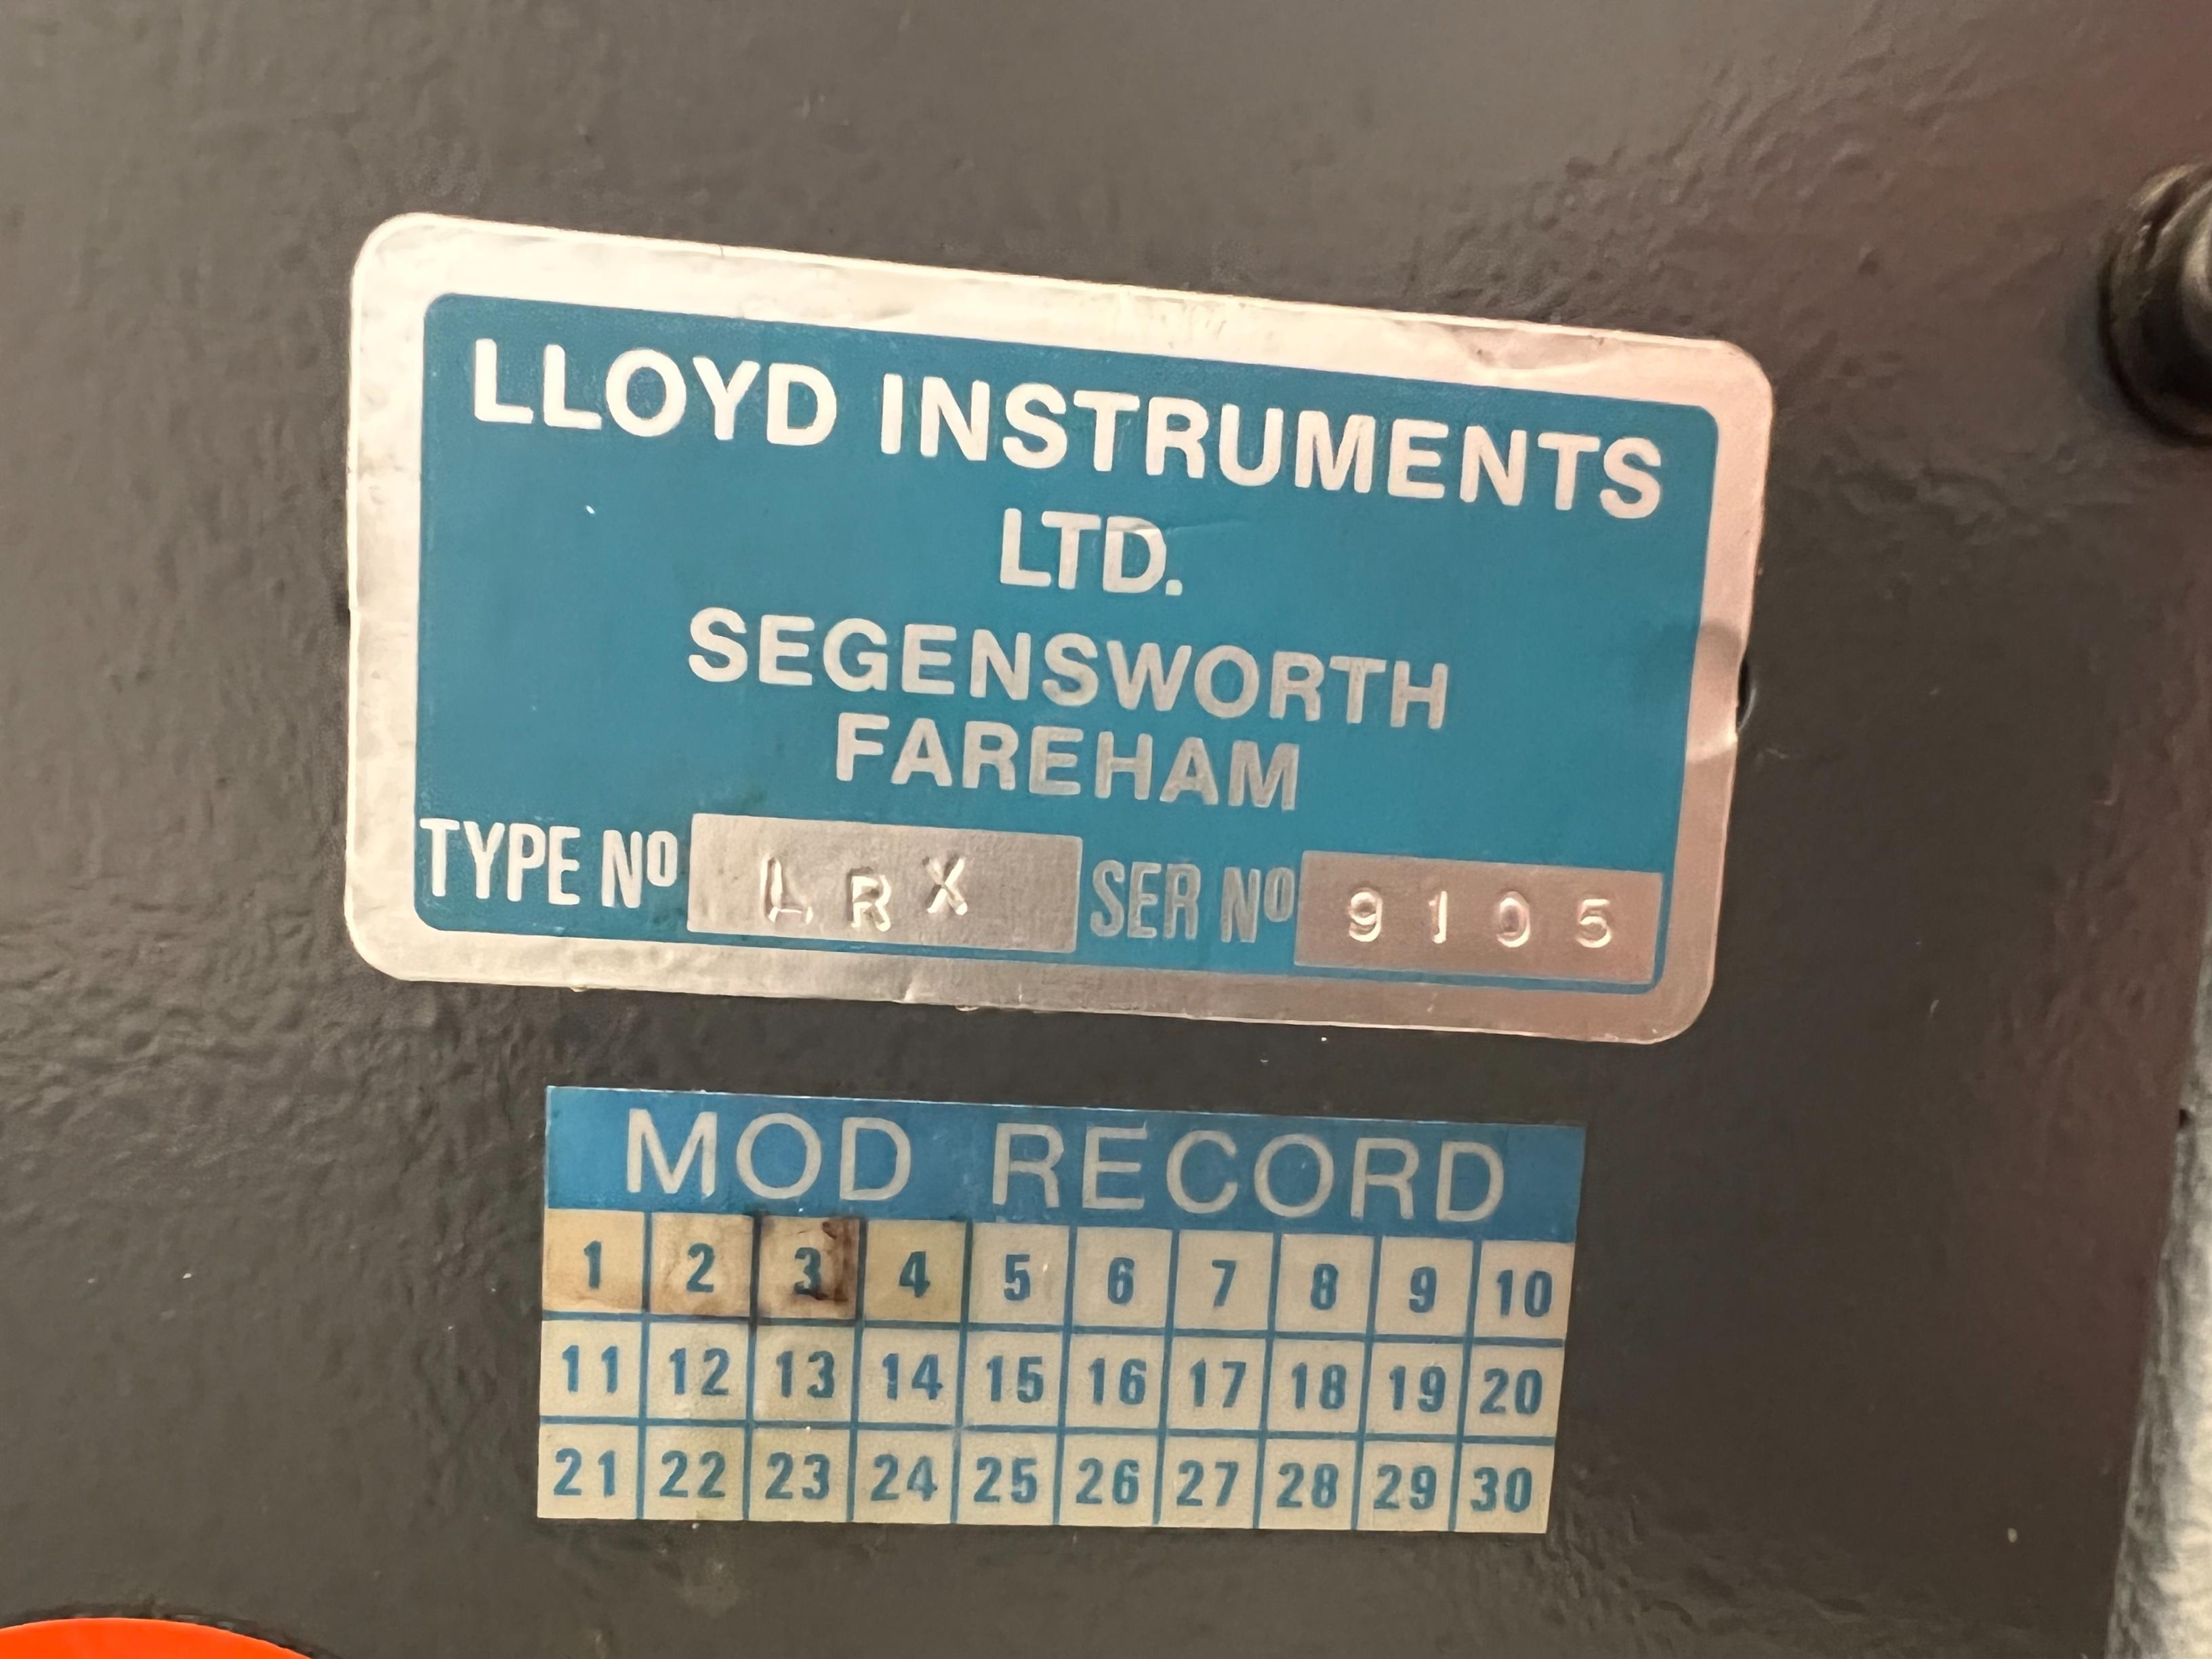 LLOYD INSTRUMENTS
LTD.
SEGENSWORTH
FAREHAM
TYPE Nº LRX SER Nº 9105
MOD RECORD
1 2 3 4 5 6 7 8 9 10
11 12 13 14 15 16 17 18 19 20
21 22 23 24 25 26 27 28 29 30